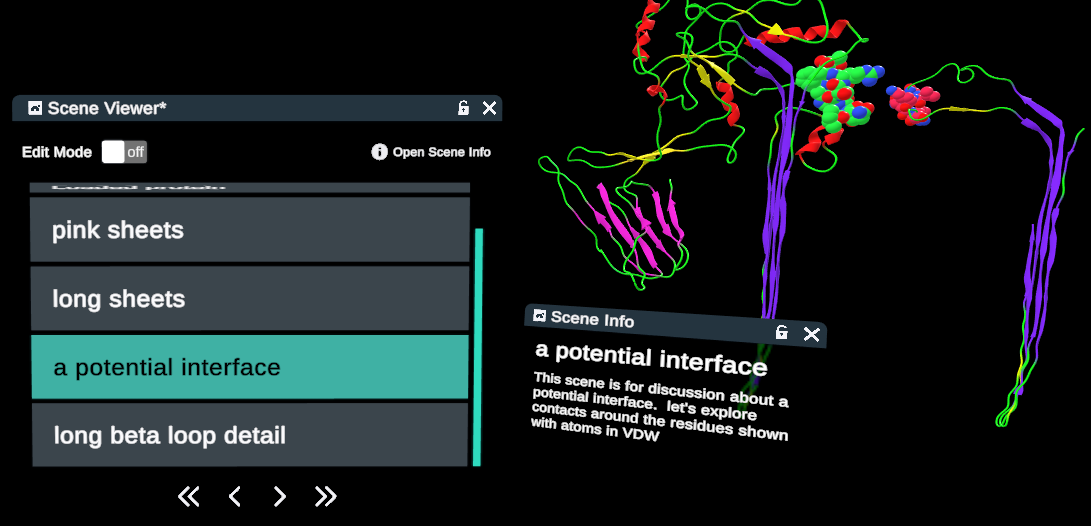 Scene Viewer*
Edit Mode
off
Open Scene Info
pink sheets
long sheets
a potential interface
long beta loop detail
Scene Info
a potential interface
This scene is for discussion about a
potential interface. let's explore
contacts around the residues shown
with atoms in VDW